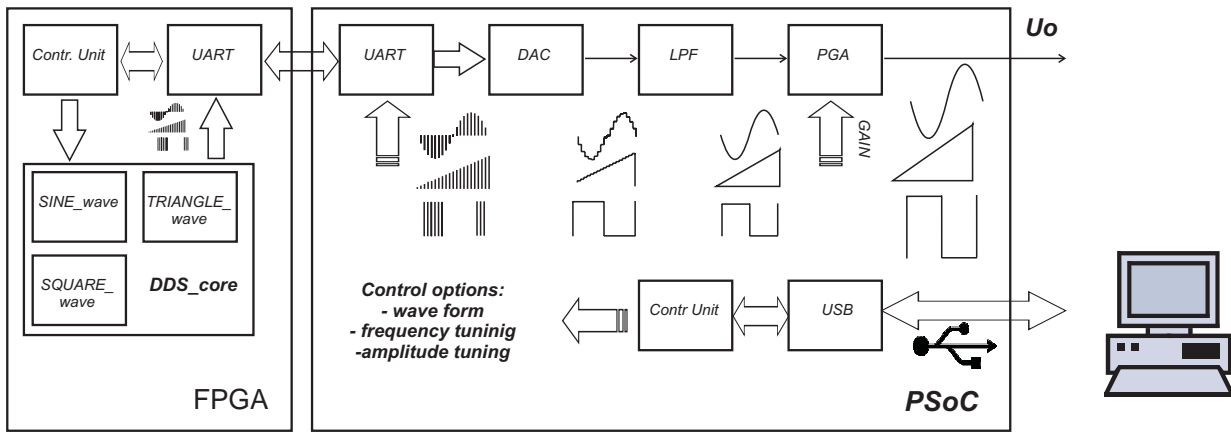 Contr. Unit
UART
SINE_wave
TRIANGLE_
wave
SQUARE_
wave
DDS_core
FPGA
UART
DAC
LPF
PGA
Uo
GAIN
Control options:
- wave form
- frequency tuninig
-amplitude tuning
Contr Unit
USB
PSoC